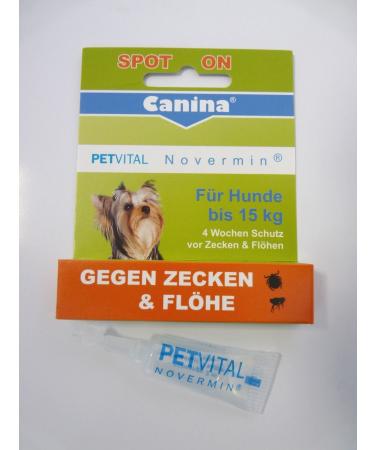 SPOT ON
Canina®
PETVITAL Novermin®
Für Hunde
bis 15 kg
4 Wochen Schutz
vor Zecken & Flöhen
GEGEN ZECKEN
& FLÖHE
PETVITAL
NOVERMIN®